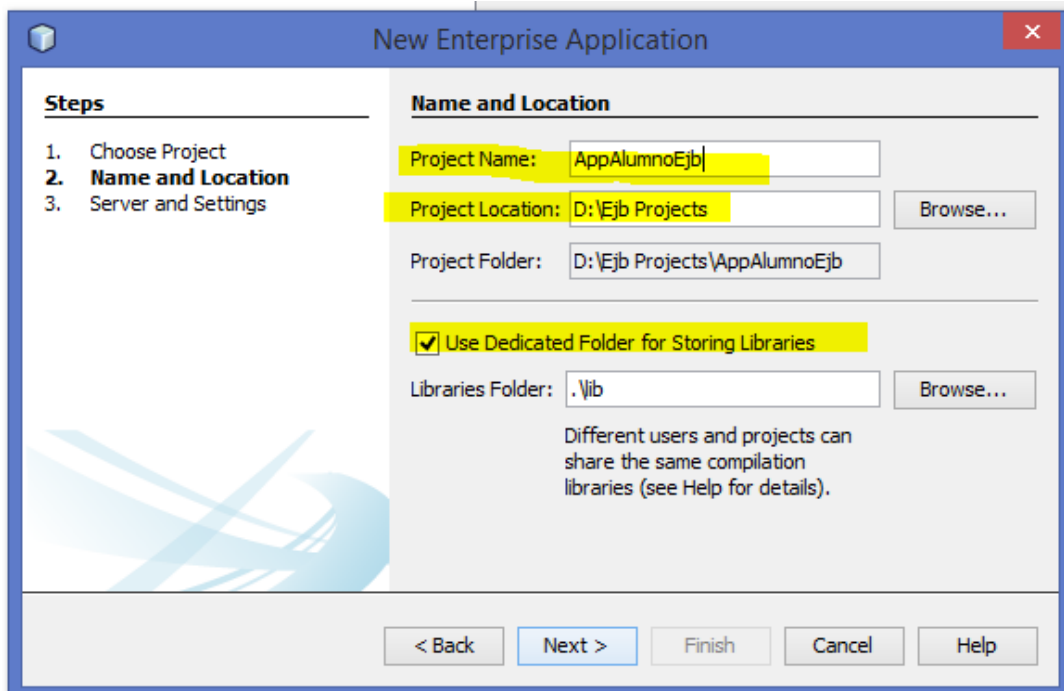 New Enterprise Application
Steps
1. Choose Project
2. Name and Location
3. Server and Settings
Name and Location
Project Name: AppAlumnoEjb
Project Location: D:\Ejb Projects Browse...
Project Folder: D:\Ejb Projects\AppAlumnoEjb
Use Dedicated Folder for Storing Libraries
Libraries Folder: .\lib Browse...
Different users and projects can
share the same compilation
libraries (see Help for details).
< Back Next > Finish Cancel Help